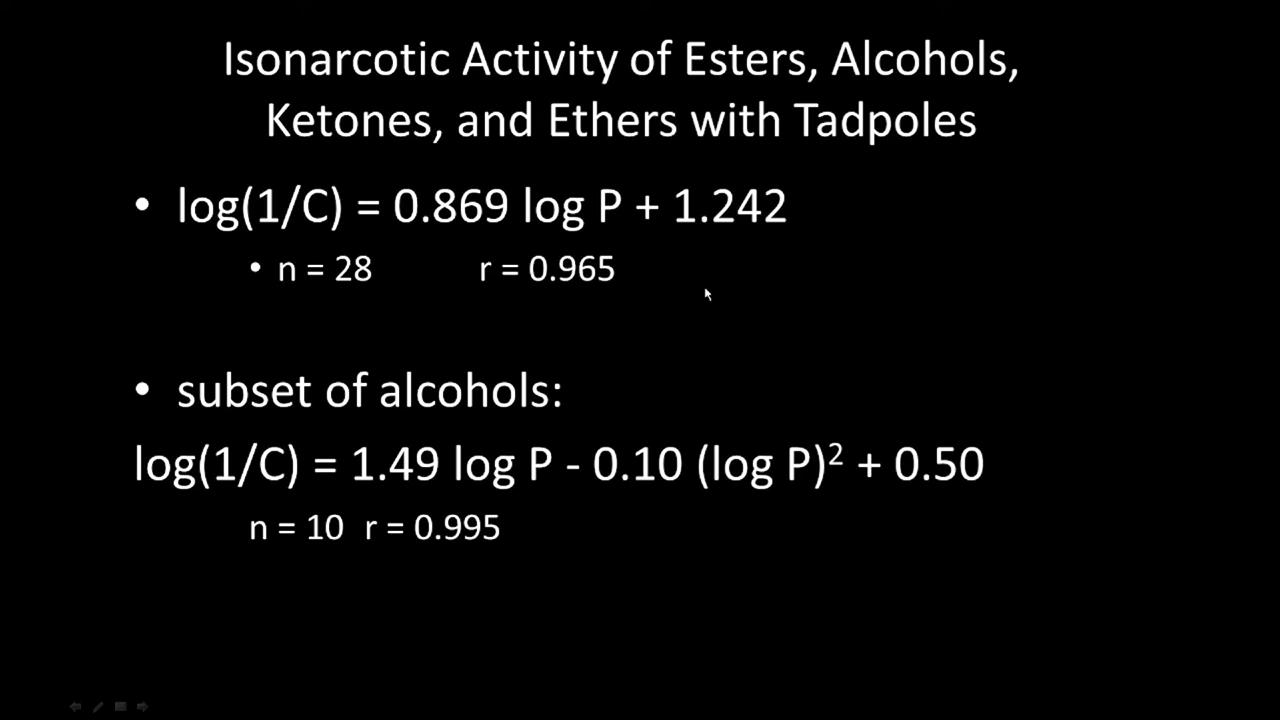 Isonarcotic Activity of Esters, Alcohols,
Ketones, and Ethers with Tadpoles
• log(1/C) = 0.869 log P + 1.242
• n = 28 r = 0.965
• subset of alcohols:
log(1/C) = 1.49 log P - 0.10 (log P)² + 0.50
n = 10 r = 0.995